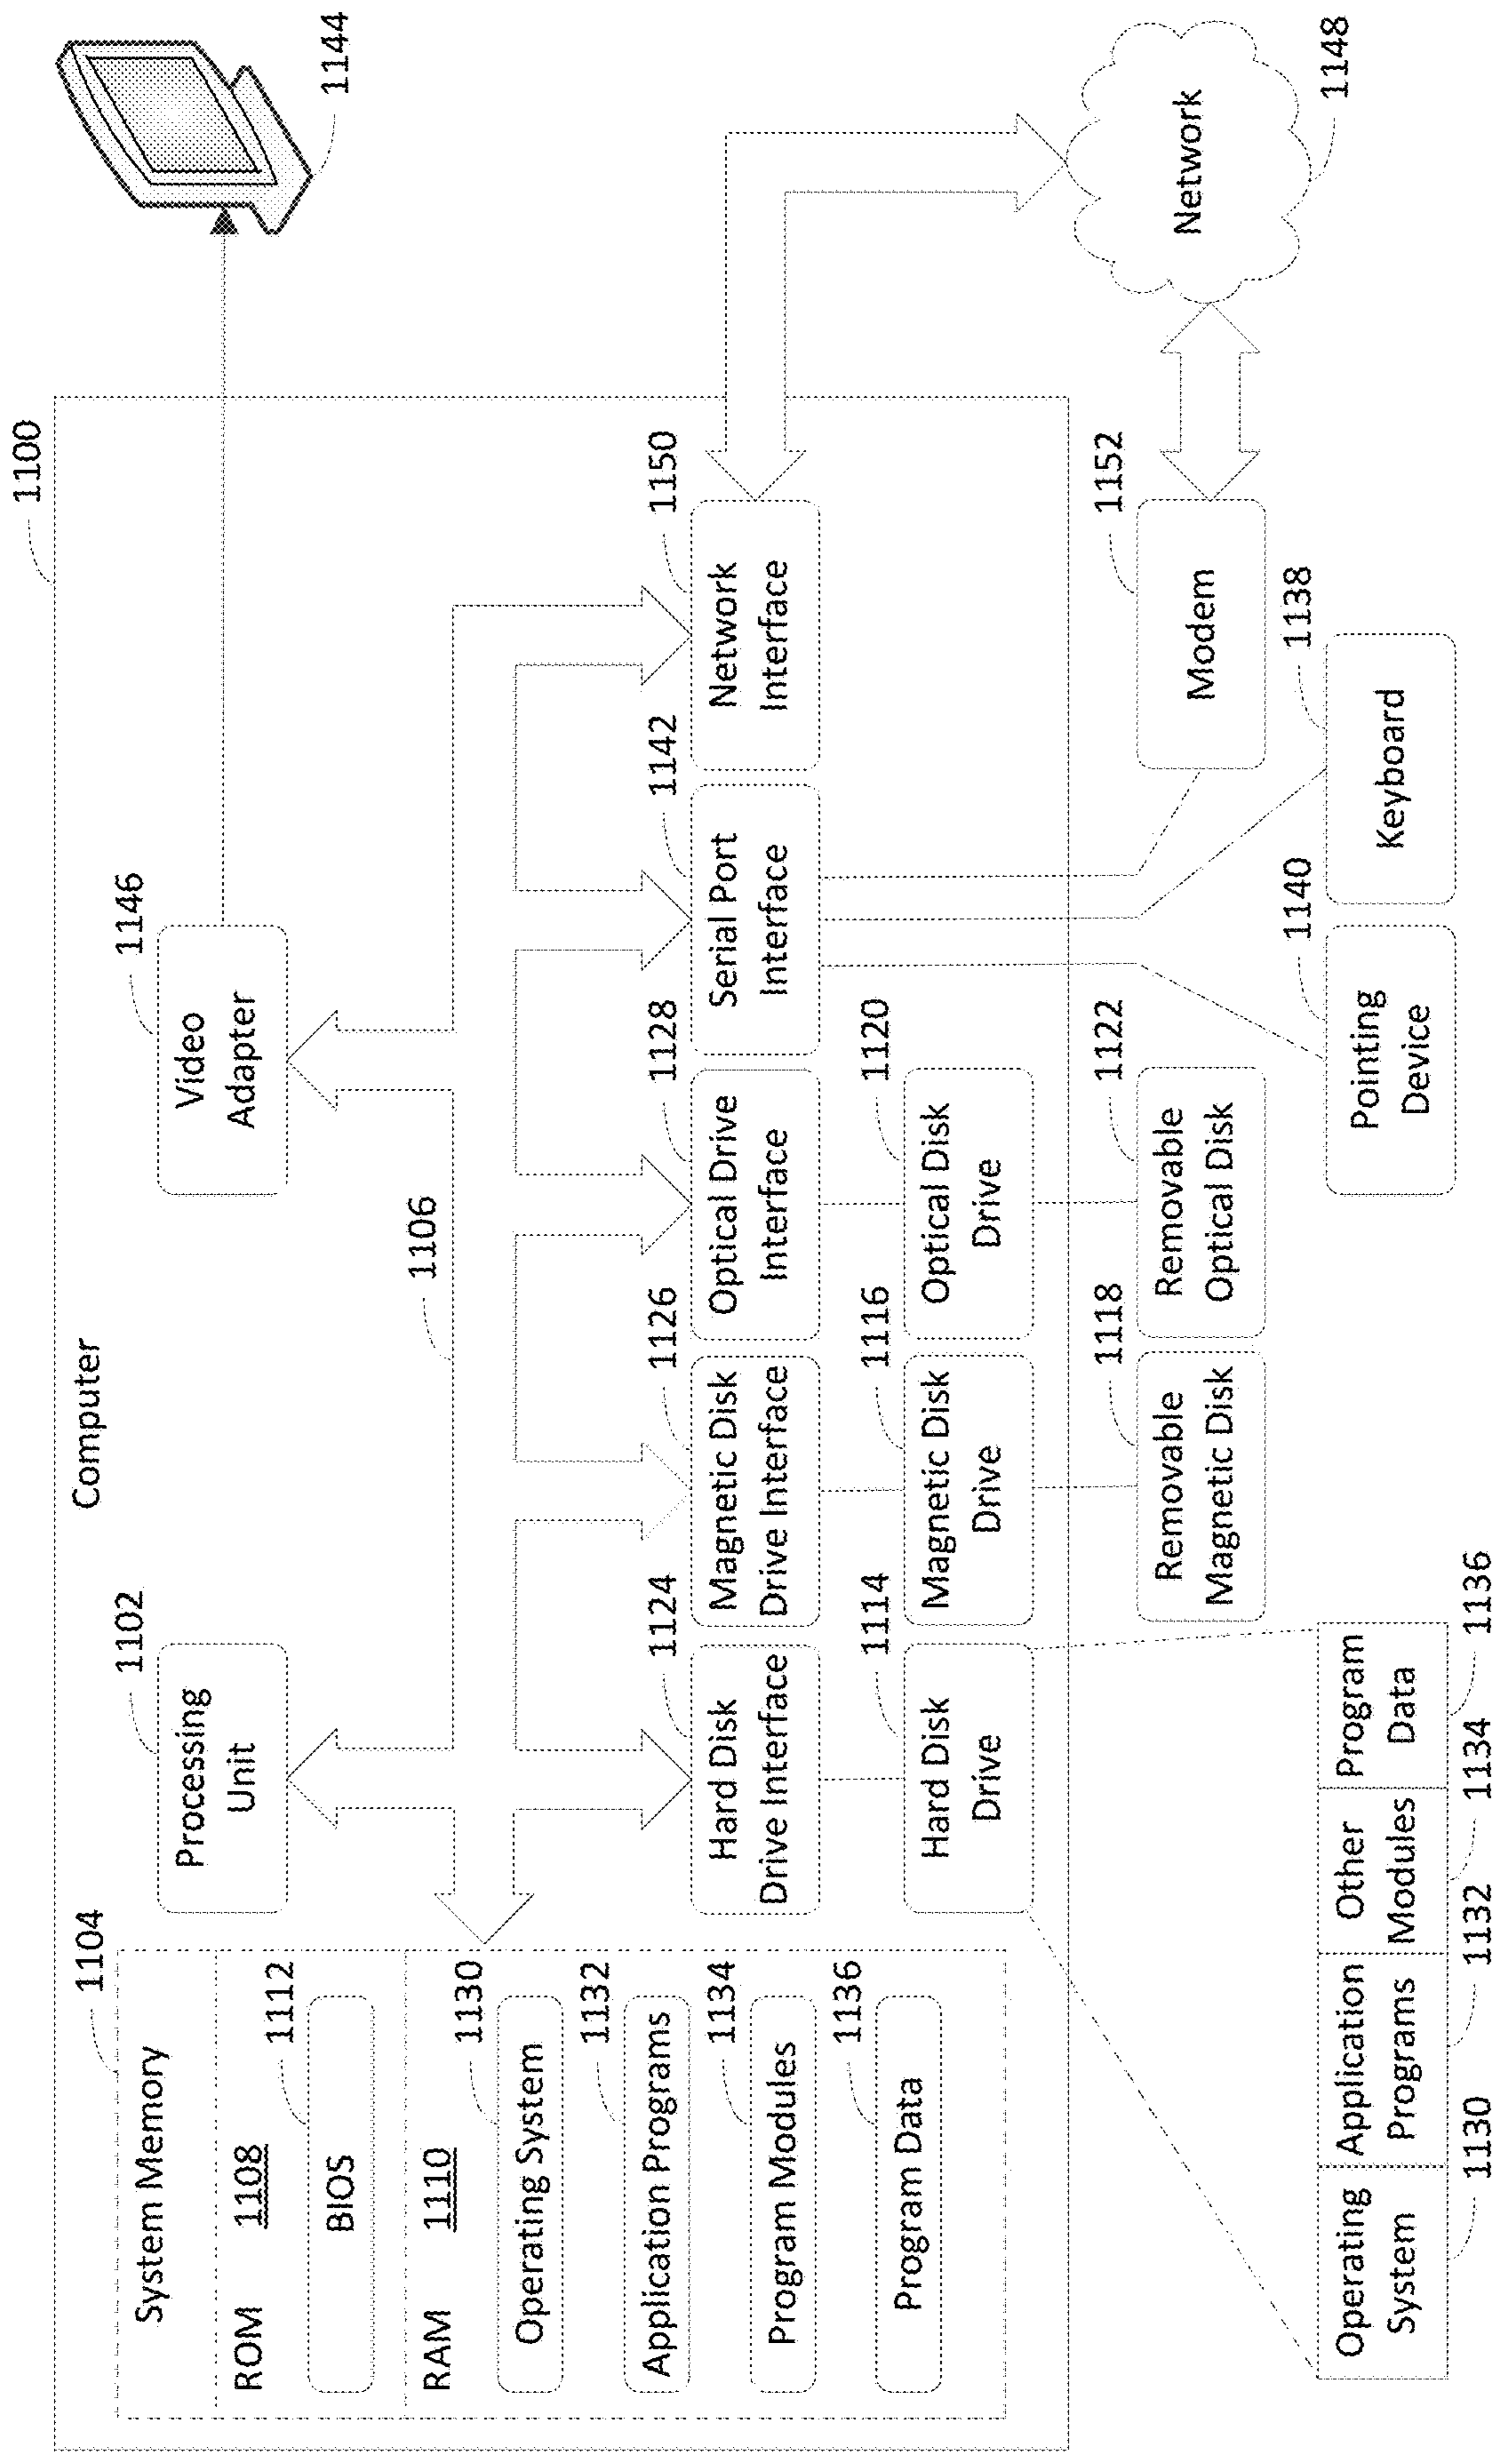 1100
Computer
1104
System Memory
ROM 1108
1112
BIOS
RAM 1110
1130
Operating System
1132
Application Programs
1134
Program Modules
1136
Program Data
1102
Processing
Unit
1106
1146
Video
Adapter
1144
1124
Hard Disk
Drive Interface
1126
Magnetic Disk
Drive Interface
1128
Optical Drive
Interface
1142
Serial Port
Interface
1150
Network
Interface
1114
Hard Disk
Drive
1116
Magnetic Disk
Drive
1120
Optical Disk
Drive
1118
Removable
Magnetic Disk
1122
Removable
Optical Disk
1152
Modem
Network
1148
1140
Pointing
Device
1138
Keyboard
Operating
System
1130
Application
Programs
1132
Other
Modules
1134
Program
Data
1136